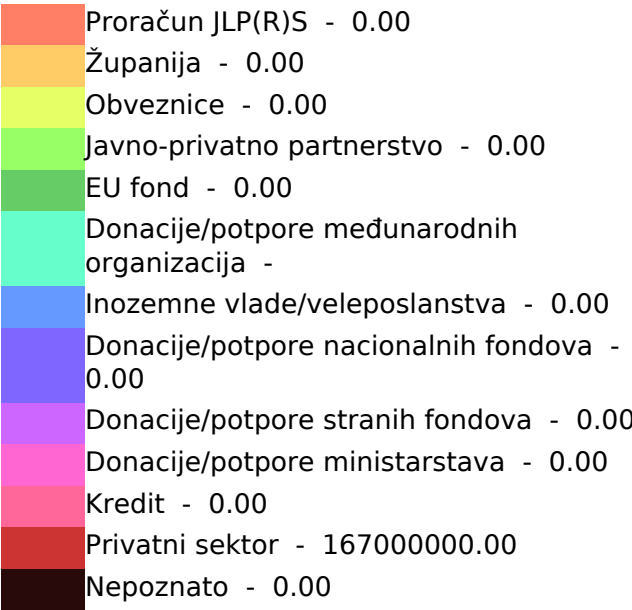 Proračun JLP(R)S - 0.00
Županija - 0.00
Obveznice - 0.00
Javno-privatno partnerstvo - 0.00
EU fond - 0.00
Donacije/potpore međunarodnih
organizacija -
Inozemne vlade/veleposlanstva - 0.00
Donacije/potpore nacionalnih fondova -
0.00
Donacije/potpore stranih fondova - 0.00
Donacije/potpore ministarstava - 0.00
Kredit - 0.00
Privatni sektor - 167000000.00
Nepoznato - 0.00